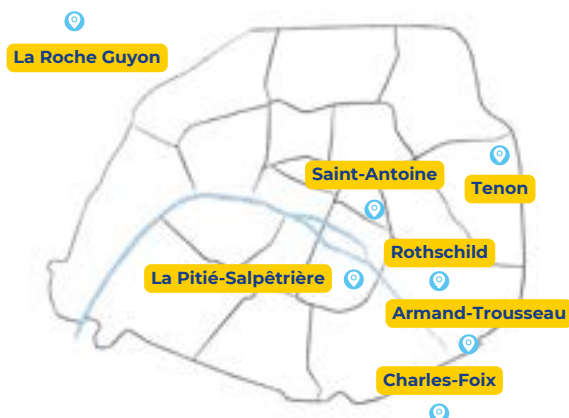 La Roche Guyon
Saint-Antoine
Tenon
Rothschild
La Pitié-Salpêtrière
Armand-Trousseau
Charles-Foix